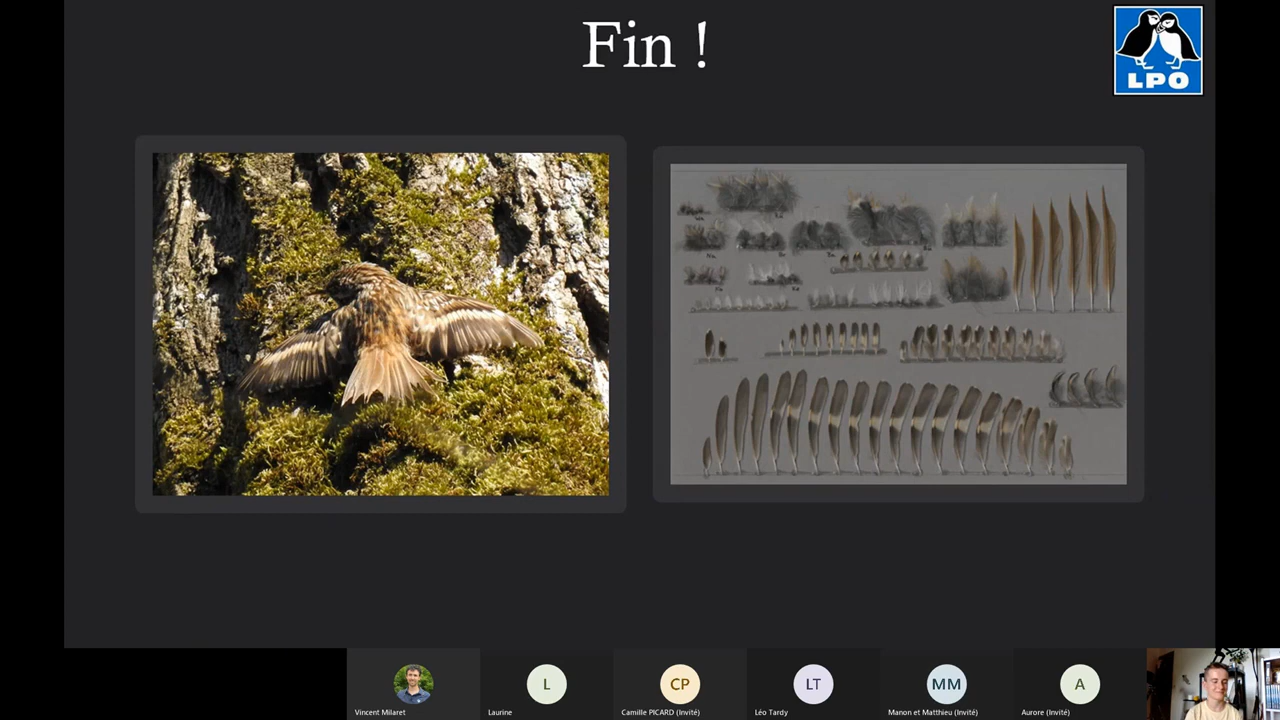 Fin !
LPO
L
CP
LT
MM
A
Vincent Milaret
Laurine
Camille PICARD (Invité)
Léo Tardy
Manon et Matthieu (Invité)
Aurore (Invité)